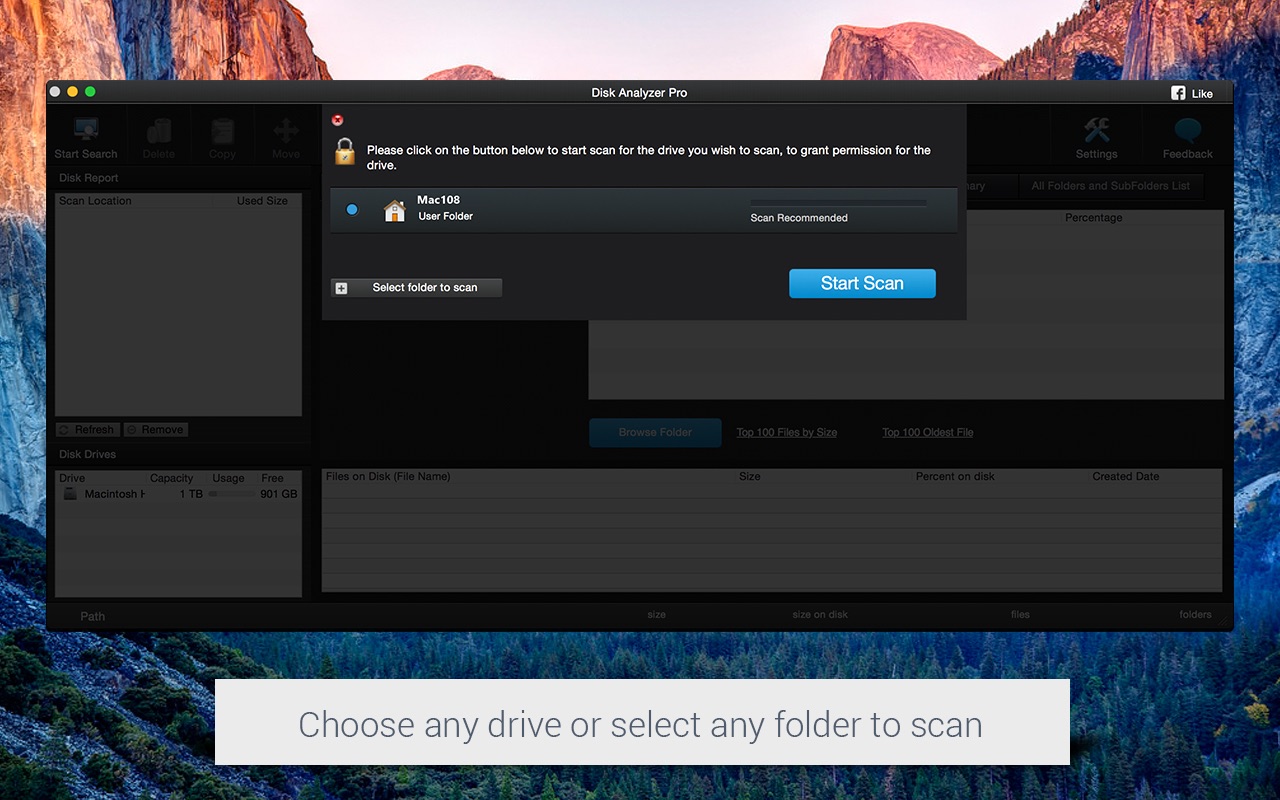 Disk Analyzer Pro
Like
Start Search
Delete
Copy
Move
Settings
Feedback
Please click on the button below to start scan for the drive you wish to scan, to grant permission for the
drive.
Mac108
User Folder
Scan Recommended
Select folder to scan
Start Scan
Disk Report
Scan Location Used Size
All Folders and SubFolders List
Percentage
Refresh Remove
Browse Folder Top 100 Files by Size Top 100 Oldest File
Disk Drives
Drive Capacity Usage Free
Macintosh 1 TB 901 GB
Files on Disk (File Name) Size Percent on disk Created Date
Path size size on disk files folders
Choose any drive or select any folder to scan